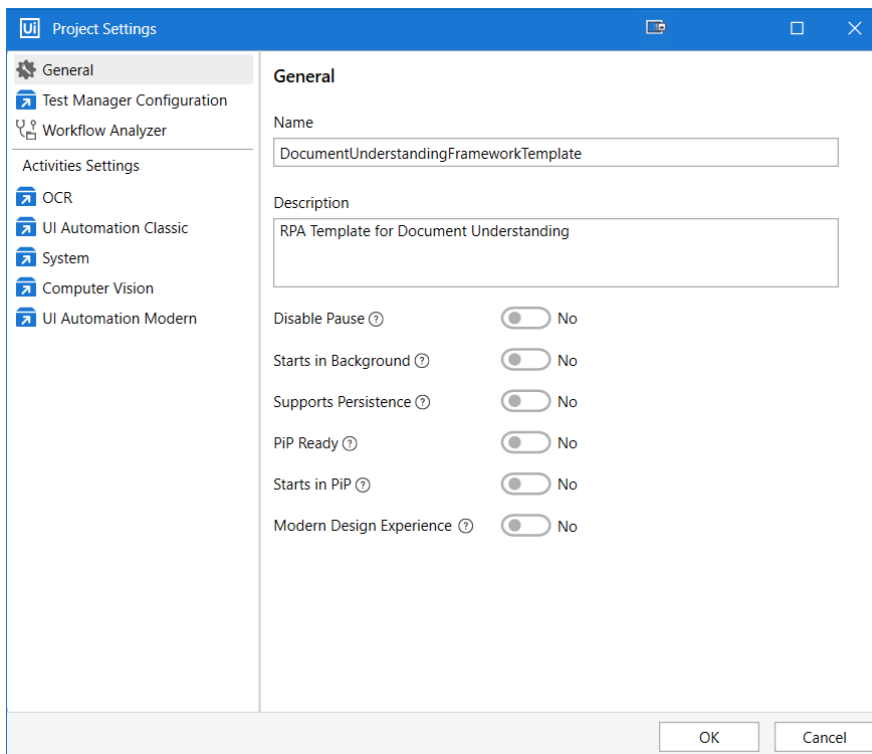 Ui Project Settings
General
Test Manager Configuration
Workflow Analyzer
Activities Settings
OCR
UI Automation Classic
System
Computer Vision
UI Automation Modern
General
Name
DocumentUnderstandingFrameworkTemplate
Description
RPA Template for Document Understanding
Disable Pause ? No
Starts in Background ? No
Supports Persistence ? No
PiP Ready ? No
Starts in PiP ? No
Modern Design Experience ? No
OK Cancel